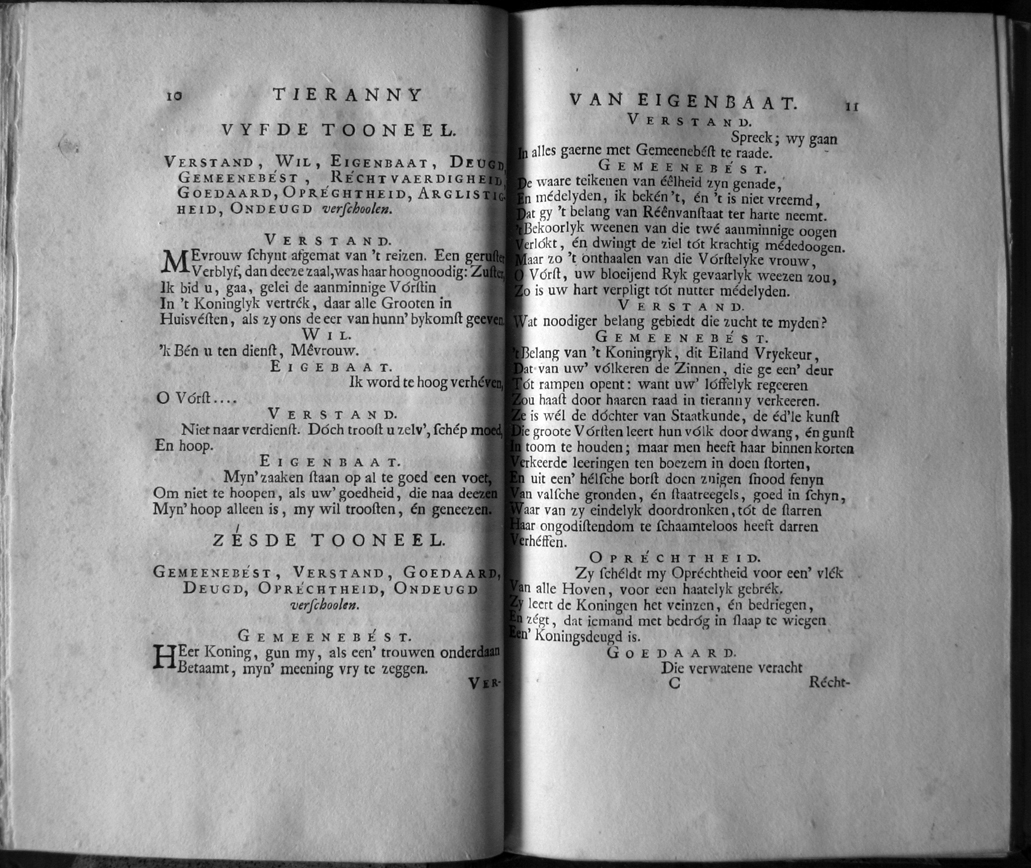 10 TIERANNY
VYFDE TOONEEL.
VERSTAND, WIL, EIGENBAAT, DEUGD,
GEMEENEBÉST, RÉCHTVAERDIGHEID,
GOEDAARD, OPRÉCHTHEID, ARGLISTIG-
HEID, ONDEUGD verſchoolen.
VERSTAND.
MEvrouw ſchynt afgemat van 't reizen. Een geruſter
Verblyf, dan deeze zaal, was haar hoognoodig: Zuſter,
Ik bid u, gaa, gelei de aanminnige Vórſtin
In 't Koninglyk vertrék, daar alle Grooten in
Huisvéſten, als zy ons de eer van hunn' bykomſt geeven.
WIL.
'k Bén u ten dienſt, Mêvrouw.
EIGEBAAT.
Ik word te hoog verhéven,
O Vórſt....
VERSTAND.
Niet naar verdienſt. Dóch trooſt u zelv', ſchép moed,
En hoop.
EIGENBAAT.
Myn' zaaken ſtaan op al te goed een voet,
Om niet te hoopen, als uw' goedheid, die naa deezen
Myn' hoop alleen is, my wil trooſten, én geneezen.
ZÉSDE TOONEEL.
GEMEENEBÉST, VERSTAND, GOEDAARD,
DEUGD, OPRÉCHTHEID, ONDEUGD
verſchoolen.
GEMEENEBÉST.
HEer Koning, gun my, als een' trouwen onderdaan
Betaamt, myn' meening vry te zeggen.
VER-
VAN EIGENBAAT. 11
VERSTAND.
Spreek; wy gaan
In alles gaerne met Gemeenebéſt te raade.
GEMEENEBÉST.
De waare teikenen van éêlheid zyn genade,
En médelyden, ik bekén 't, én 't is niet vreemd,
Dat gy 't belang van Réênvanſtaat ter harte neemt.
't Bekoorlyk weenen van die twé aanminnige oogen
Verlókt, én dwingt de ziel tót krachtig médedoogen.
Maar zo 't onthaalen van die Vórſtelyke vrouw,
O Vórſt, uw bloeijend Ryk gevaarlyk weezen zou,
Zo is uw hart verpligt tót nutter médelyden.
VERSTAND.
Wat noodiger belang gebiedt die zucht te myden?
GEMEENEBÉST.
't Belang van 't Koningryk, dit Eiland Vryekeur,
Dat van uw' vólkeren de Zinnen, die ge een' deur
Tót rampen opent: want uw' lóffelyk regeeren
Zou haaſt door haaren raad in tieranny verkeeren.
Ze is wél de dóchter van Staatkunde, de éd'le kunſt
Die groote Vórſten leert hun vólk door dwang, én gunſt
In toom te houden; maar men heeft haar binnen korten
Verkeerde leeringen ten boezem in doen ſtorten,
En uit een' hélſche borſt doen zuigen ſnood fenyn
Van valſche gronden, én ſtaatreegels, goed in ſchyn,
Waar van zy eindelyk doordronken, tót de ſtarren
Haar ongodiſtendom te ſchaamteloos heeft darren
Verhéffen.
OPRÉCHTHEID.
Zy ſchéldt my Opréchtheid voor een' vlék
Van alle Hoven, voor een haatelyk gebrék.
Zy leert de Koningen het veinzen, én bedriegen,
En zégt, dat iemand met bedróg in ſlaap te wiegen
Een' Koningsdeugd is.
GOEDAARD.
Die verwatene veracht
C Récht-